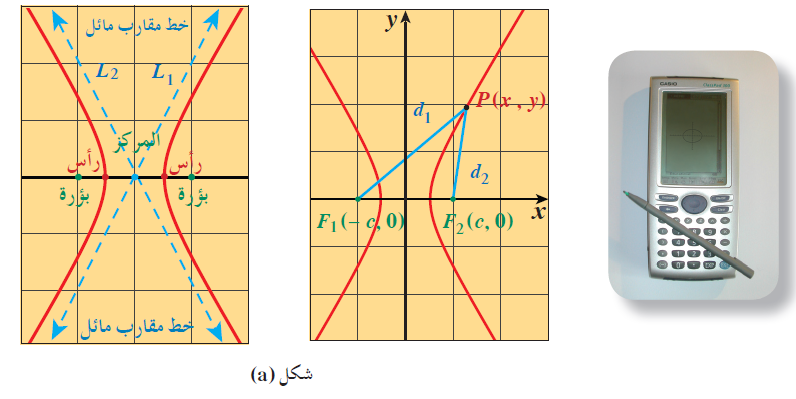 خط مقارب مائل
L₂ L₁
المركز
رأس رأس
بؤرة بؤرة
خط مقارب مائل
y
P(x , y)
d₁
d₂
x
F₁(– c, 0) F₂(c, 0)
CASIO
شكل (a)